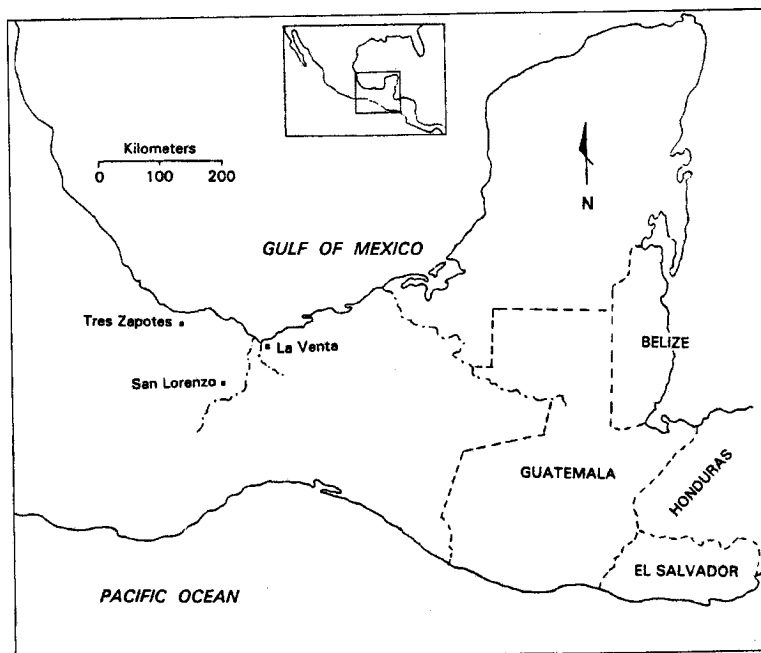 Kilometers
0 100 200
N
GULF OF MEXICO
Tres Zapotes
La Venta
BELIZE
San Lorenzo
GUATEMALA
HONDURAS
EL SALVADOR
PACIFIC OCEAN